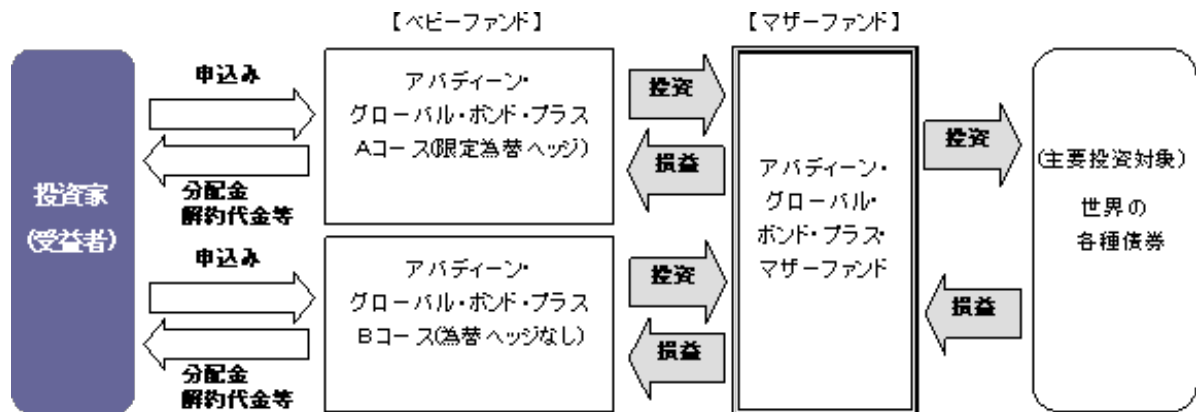 【ベビーファンド】
【マザーファンド】
投資家
(受益者)
申込み
分配金
解約代金等
アバディーン・
グローバル・ボンド・プラス
Aコース(限定為替ヘッジ)
投資
損益
申込み
分配金
解約代金等
アバディーン・
グローバル・ボンド・プラス
Bコース(為替ヘッジなし)
投資
損益
アバディーン・
グローバル・
ボンド・プラス・
マザーファンド
投資
損益
(主要投資対象)
世界の
各種債券